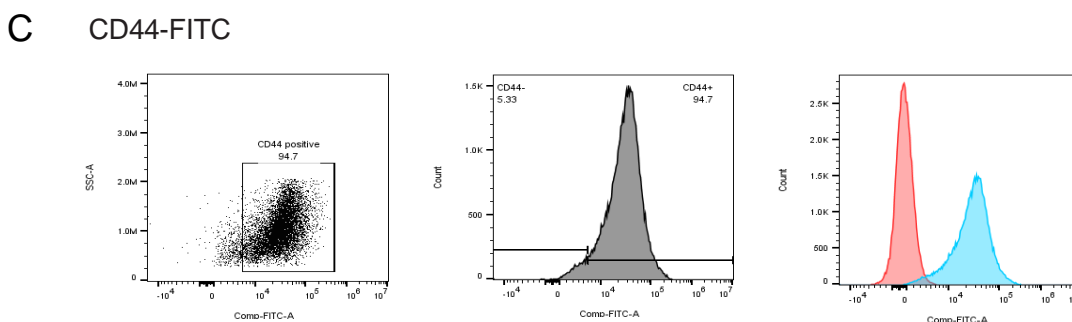 C CD44-FITC
4.0M
3.0M
2.0M
1.0M
0
SSC-A
CD44 positive
94.7
-10^4 0 10^4 10^5 10^6 10^7
Comp-FITC-A
1.5K
1.0K
500
0
Count
CD44-
5.33
CD44+
94.7
-10^4 0 10^4 10^5 10^6 10^7
Comp-FITC-A
2.5K
2.0K
1.5K
1.0K
500
0
Count
-10^4 0 10^4 10^5 10^6 10^7
Comp-FITC-A